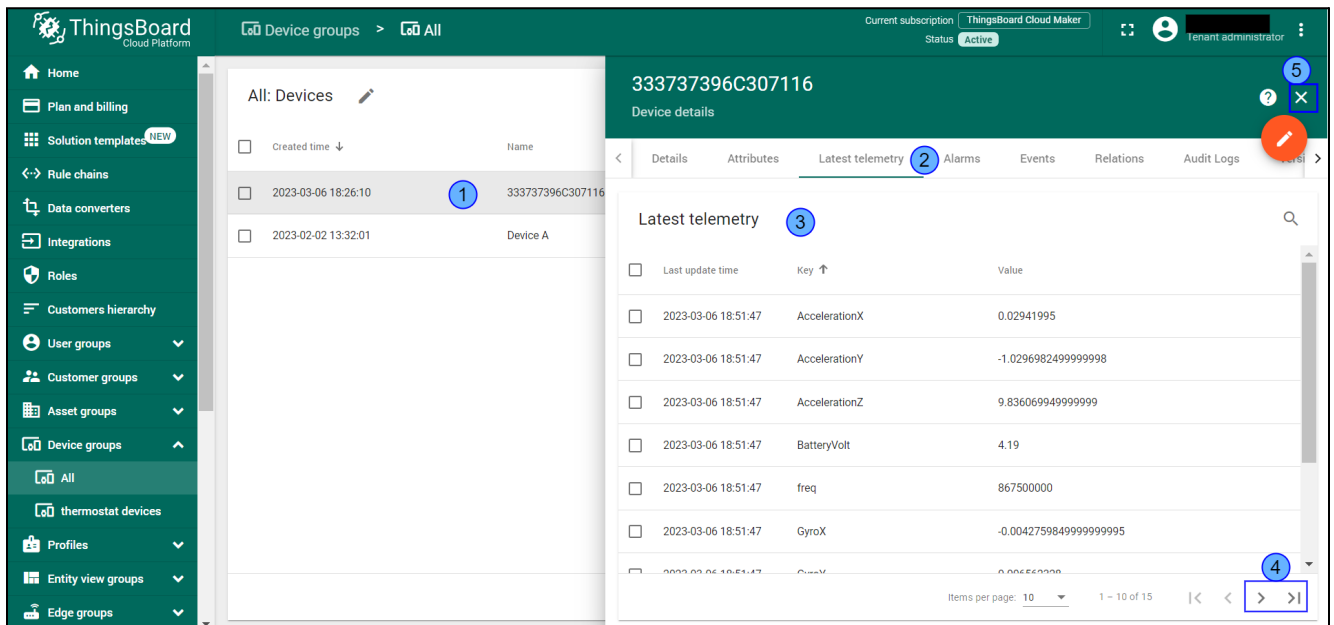 ThingsBoard
Cloud Platform
Device groups > All
Current subscription ThingsBoard Cloud Maker
Status Active
Tenant administrator
Home
Plan and billing
Solution templates NEW
Rule chains
Data converters
Integrations
Roles
Customers hierarchy
User groups
Customer groups
Asset groups
Device groups
All
thermostat devices
Profiles
Entity view groups
Edge groups
All: Devices
Created time Name
2023-03-06 18:26:10 1 333737396C307116
2023-02-02 13:32:01 Device A
333737396C307116
Device details
5
Details Attributes Latest telemetry 2 Alarms Events Relations Audit Logs
Latest telemetry 3
Last update time Key Value
2023-03-06 18:51:47 AccelerationX 0.02941995
2023-03-06 18:51:47 AccelerationY -1.0296982499999998
2023-03-06 18:51:47 AccelerationZ 9.836069949999999
2023-03-06 18:51:47 BatteryVolt 4.19
2023-03-06 18:51:47 freq 867500000
2023-03-06 18:51:47 GyroX -0.0042759849999999995
4
Items per page: 10 1 – 10 of 15